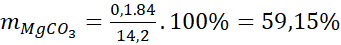 m_{MgCO_3} = \frac{0,1.84}{14,2} . 100\% = 59,15\%